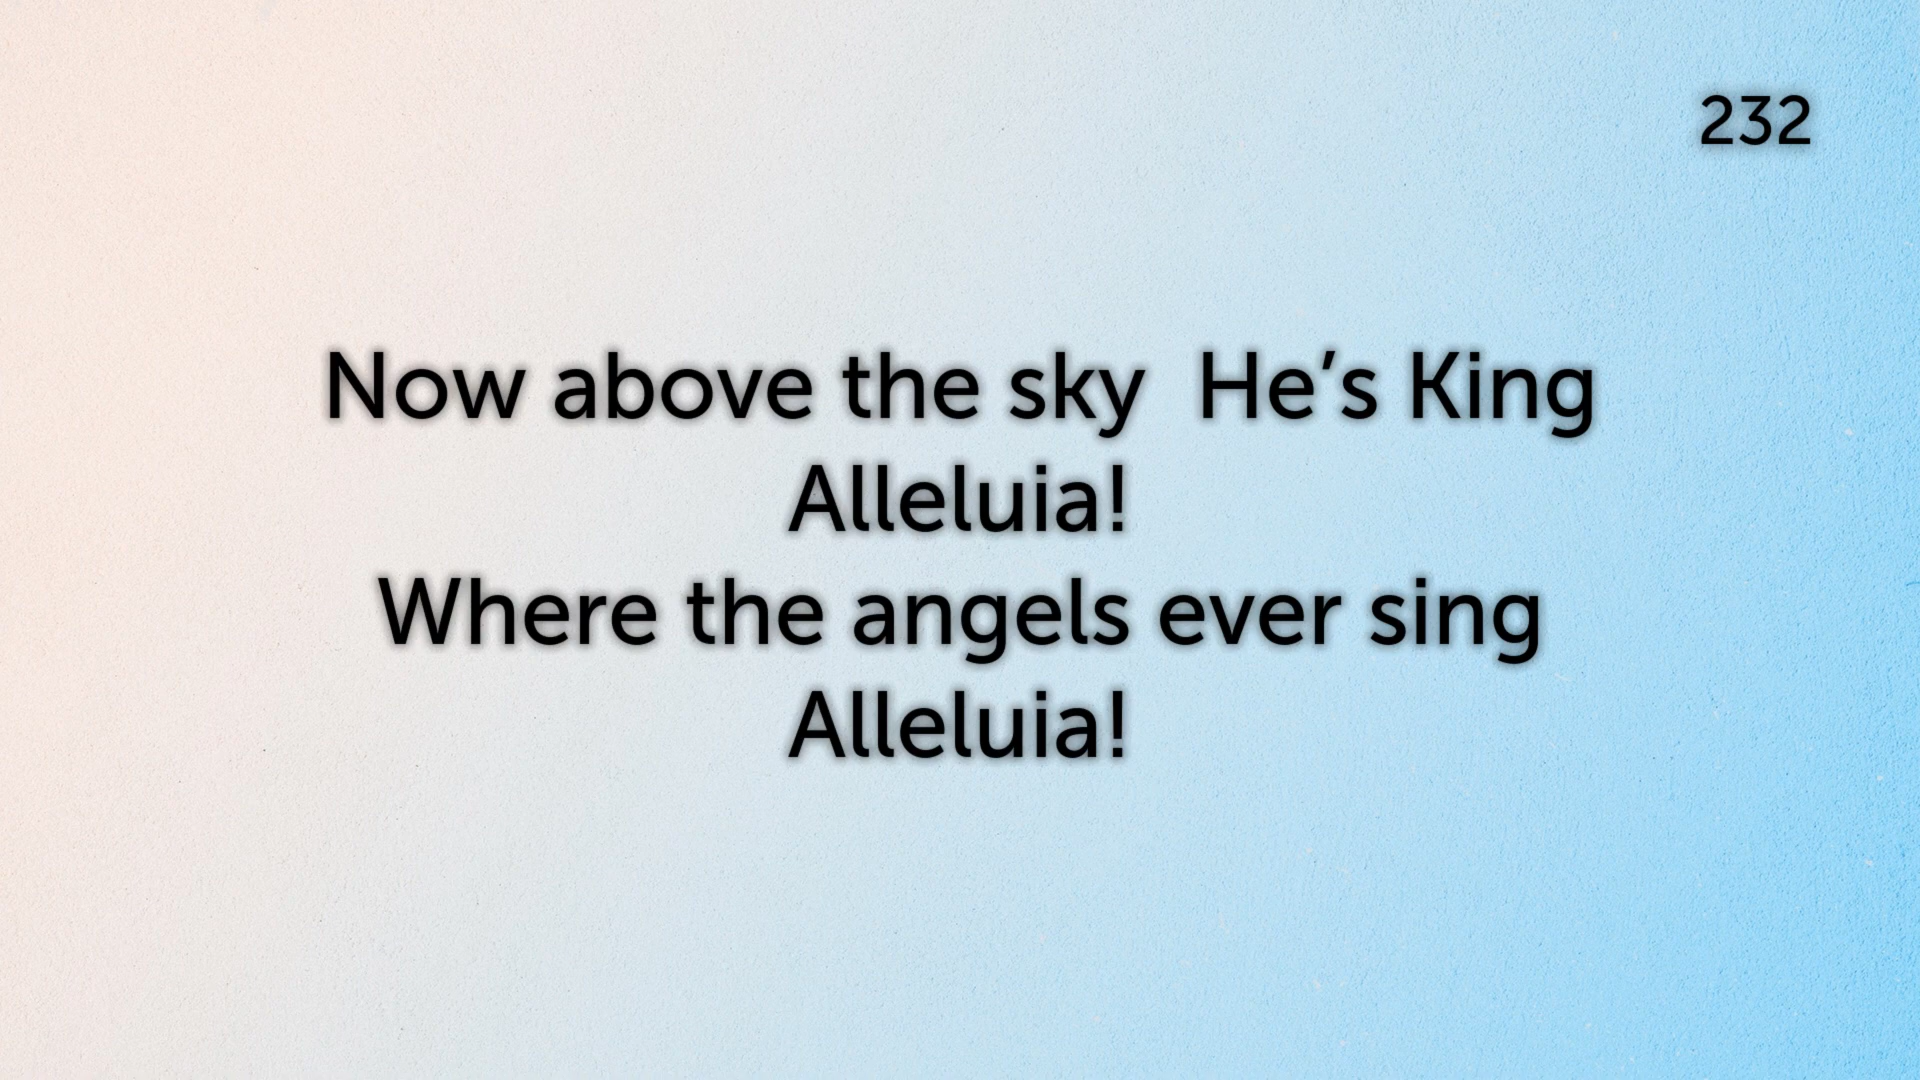 232
Now above the sky  He’s King
Alleluia!
Where the angels ever sing
Alleluia!